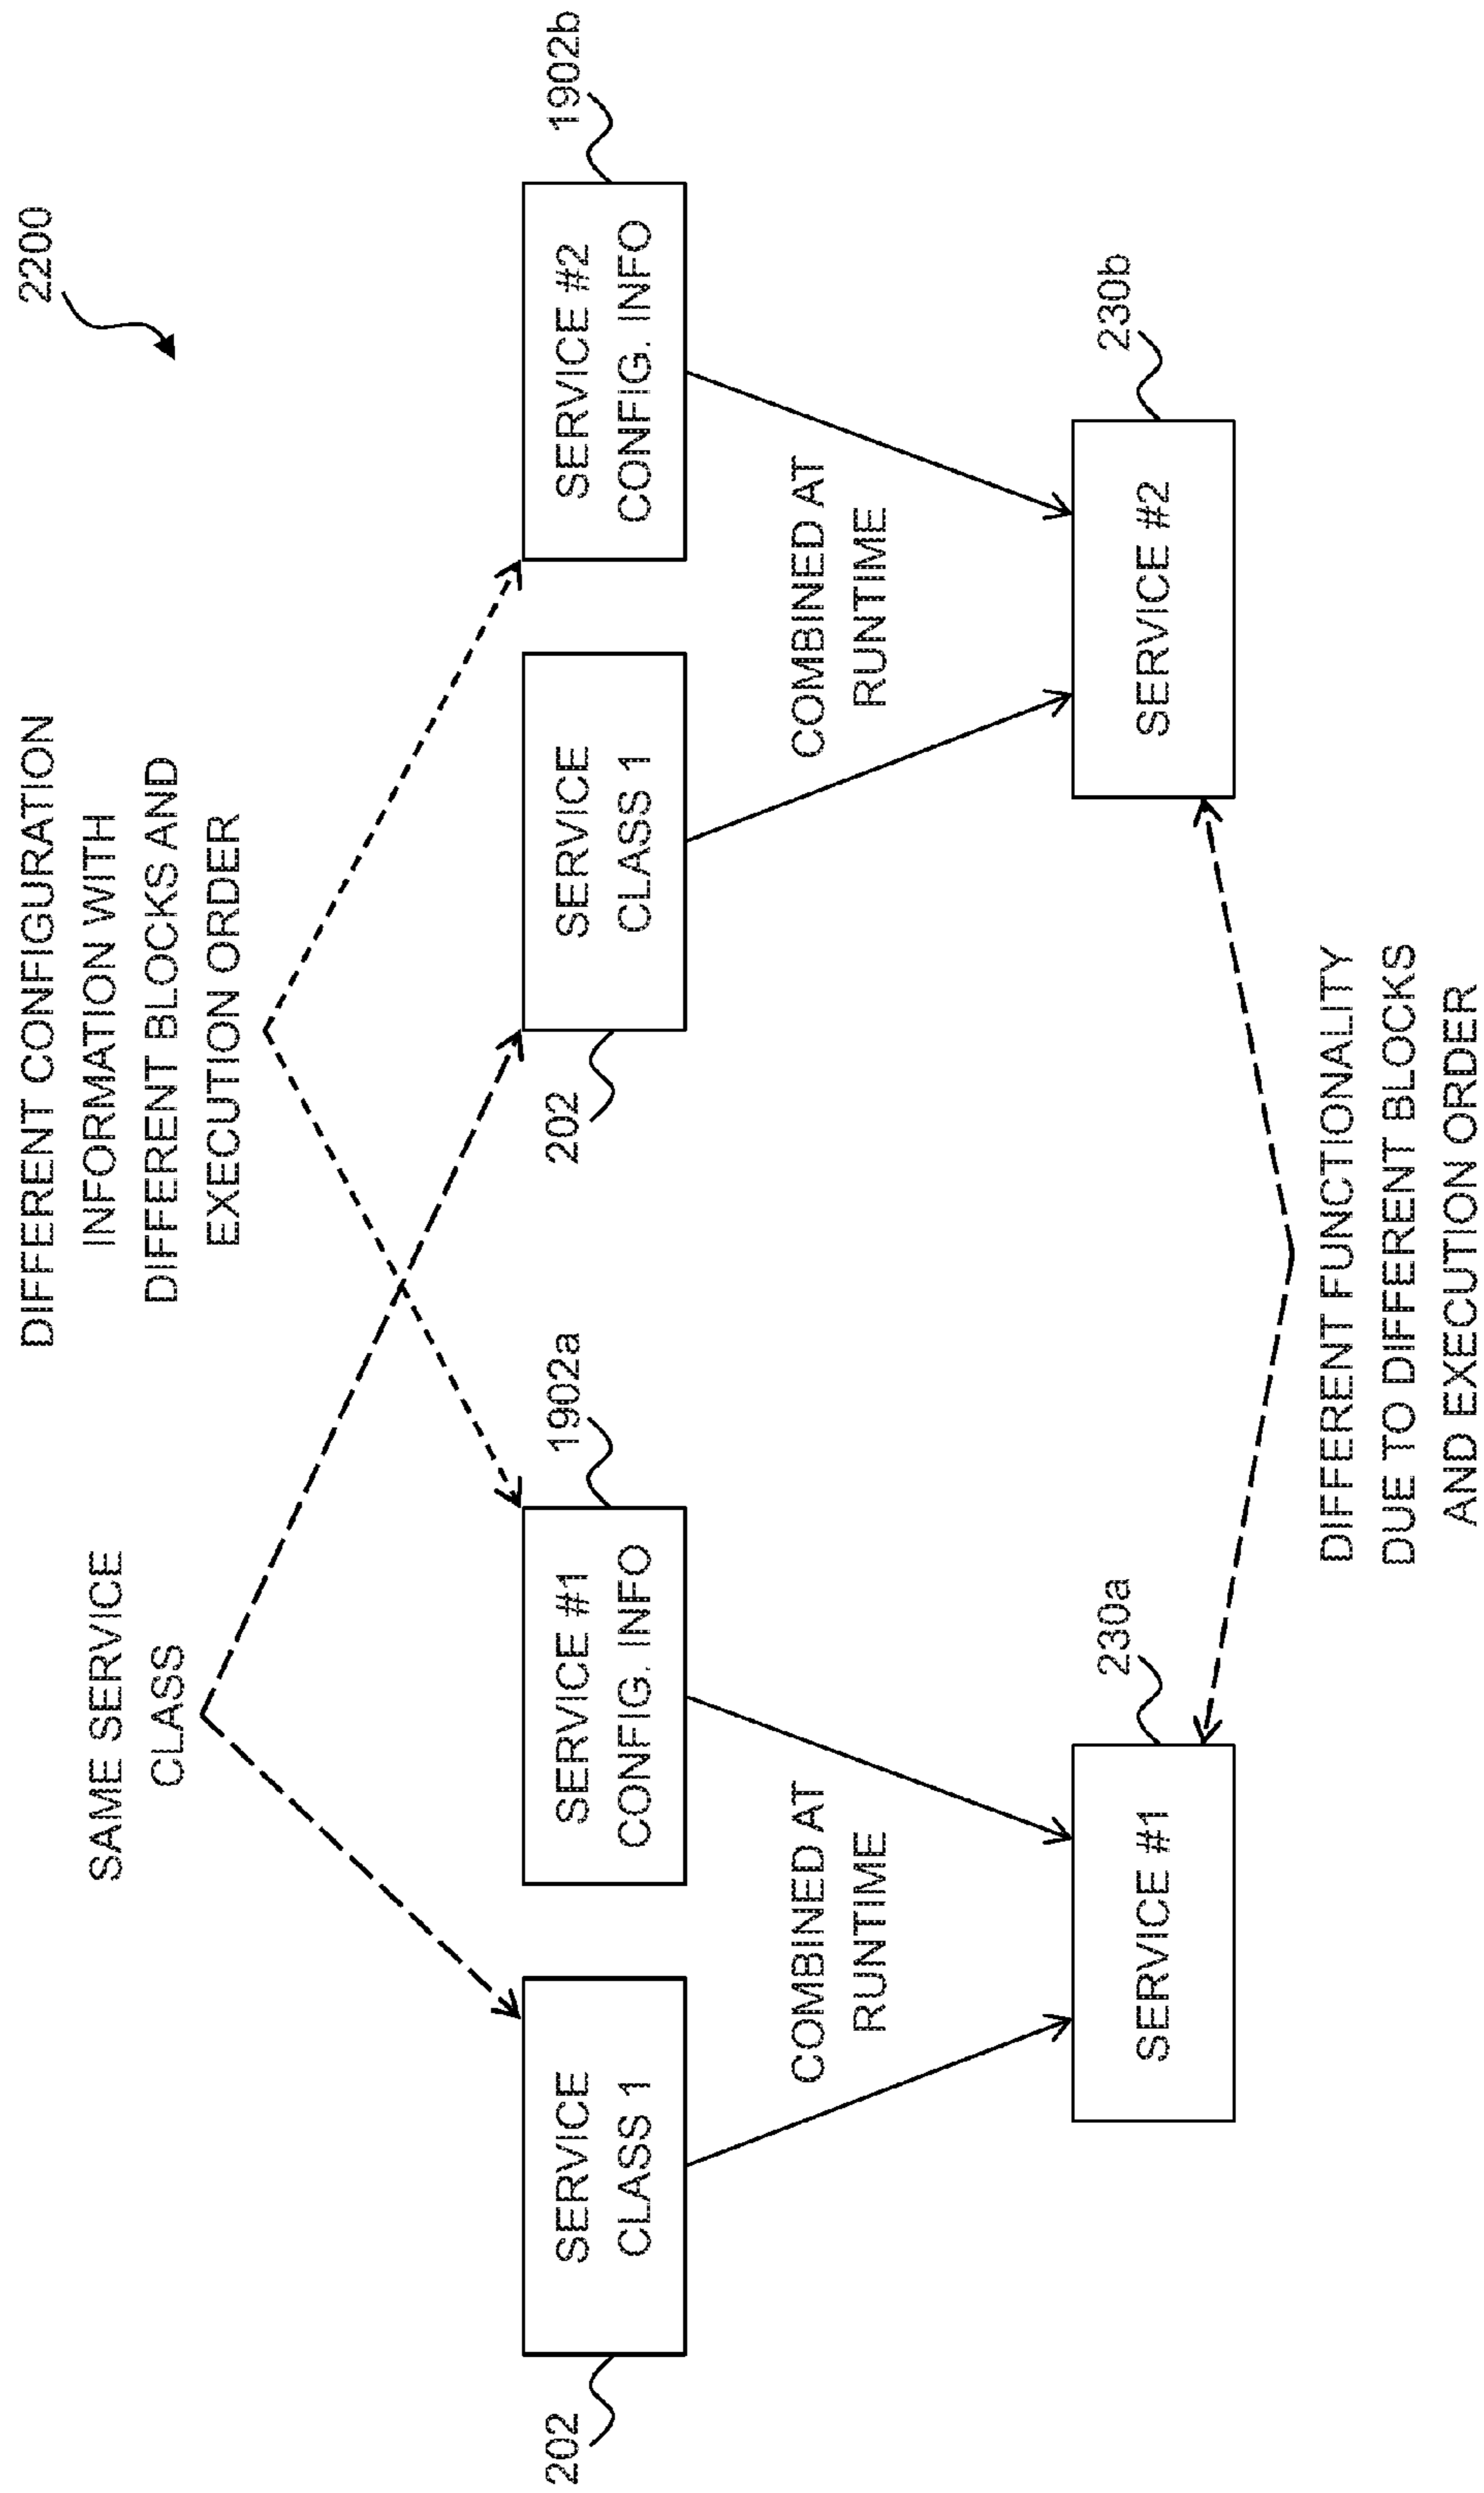 2200
DIFFERENT CONFIGURATION
INFORMATION WITH
DIFFERENT BLOCKS AND
EXECUTION ORDER
SAME SERVICE
CLASS
202
SERVICE
CLASS 1
SERVICE #1
CONFIG. INFO
1902a
202
SERVICE
CLASS 1
SERVICE #2
CONFIG. INFO
1902b
COMBINED AT
RUNTIME
COMBINED AT
RUNTIME
SERVICE #1
230a
SERVICE #2
230b
DIFFERENT FUNCTIONALITY
DUE TO DIFFERENT BLOCKS
AND EXECUTION ORDER